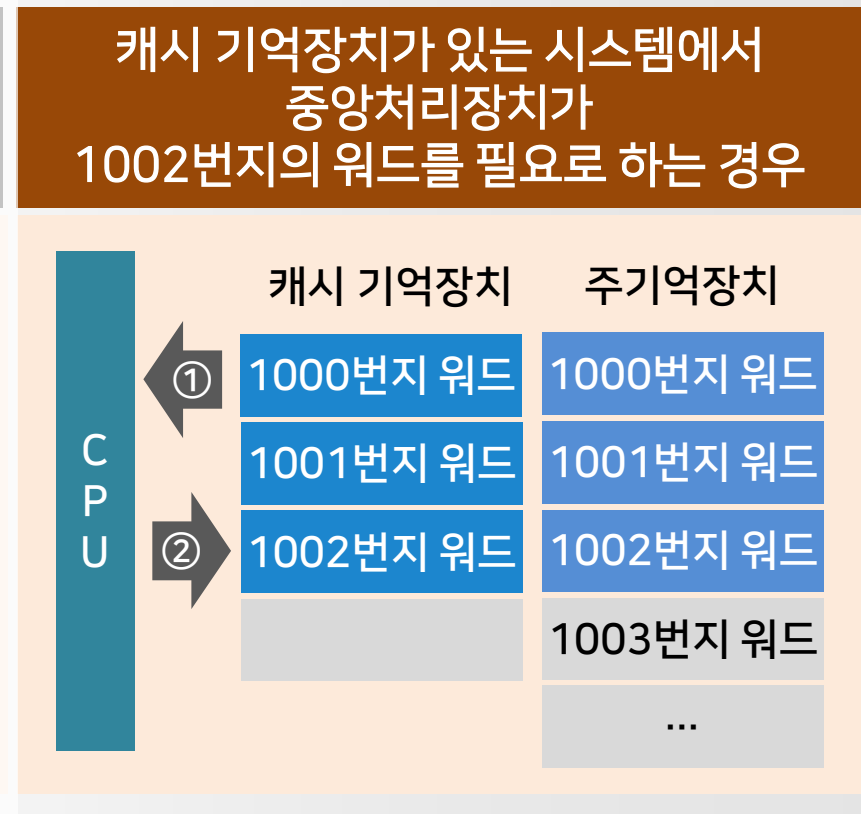 캐시 기억장치가 있는 시스템에서
중앙처리장치가
1002번지의 워드를 필요로 하는 경우
캐시 기억장치
주기억장치
C
P
U
①
②
1000번지 워드
1001번지 워드
1002번지 워드
1000번지 워드
1001번지 워드
1002번지 워드
1003번지 워드
...